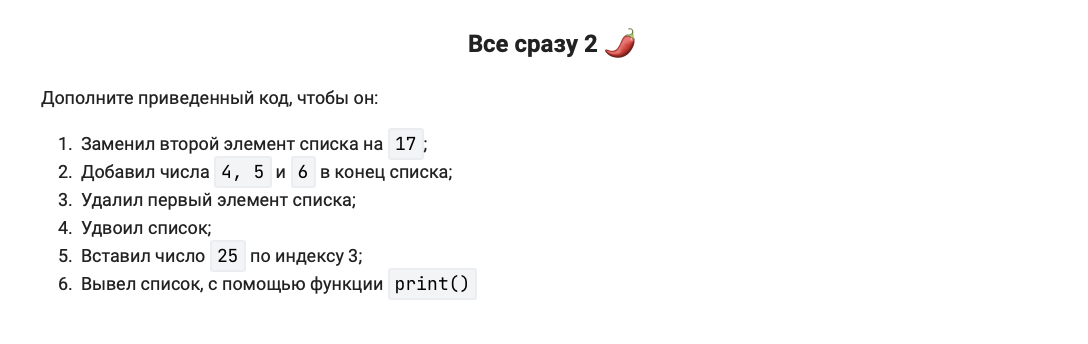 Все сразу 2 🌶️
Дополните приведенный код, чтобы он:
1. Заменил второй элемент списка на 17;
2. Добавил числа 4, 5 и 6 в конец списка;
3. Удалил первый элемент списка;
4. Удвоил список;
5. Вставил число 25 по индексу 3;
6. Вывел список, с помощью функции print()